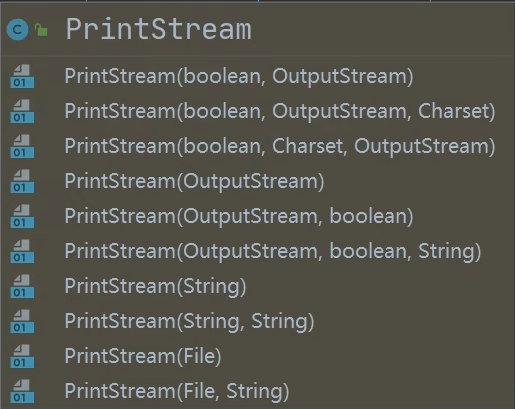 C PrintStream
01 PrintStream(boolean, OutputStream)
01 PrintStream(boolean, OutputStream, Charset)
01 PrintStream(boolean, Charset, OutputStream)
01 PrintStream(OutputStream)
01 PrintStream(OutputStream, boolean)
01 PrintStream(OutputStream, boolean, String)
01 PrintStream(String)
01 PrintStream(String, String)
01 PrintStream(File)
01 PrintStream(File, String)